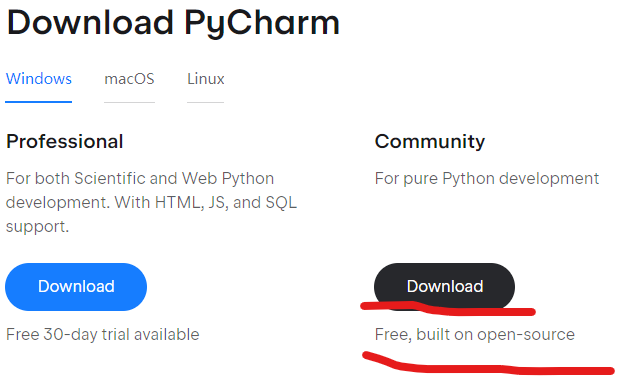 Download PyCharm
Windows macOS Linux
Professional
For both Scientific and Web Python
development. With HTML, JS, and SQL
support.
Download
Free 30-day trial available
Community
For pure Python development
Download
Free, built on open-source